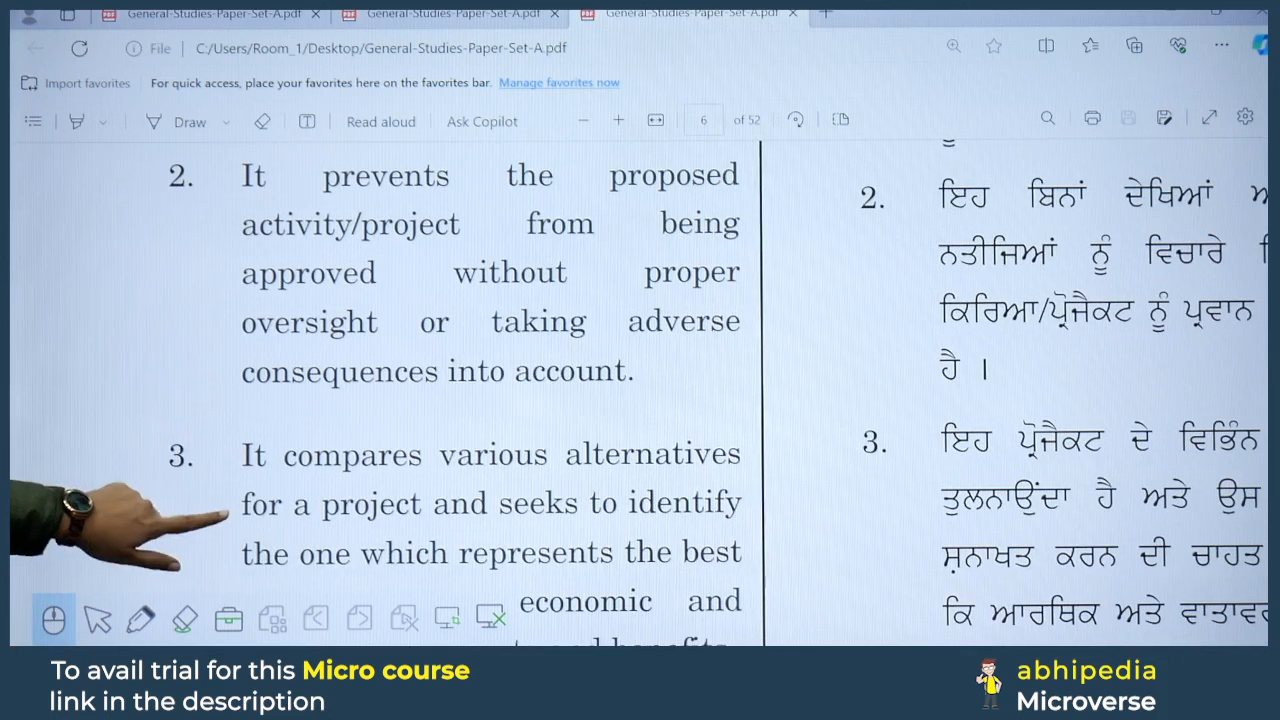 General-Studies-Paper-Set-A.pdf
General-Studies-Paper-Set-A.pdf
General-Studies-Paper-Set-A.pdf
File
C:/Users/Room_1/Desktop/General-Studies-Paper-Set-A.pdf
Import favorites
For quick access, place your favorites here on the favorites bar. Manage favorites now
Draw
Read aloud
Ask Copilot
6 of 52
2. It prevents the proposed
activity/project from being
approved without proper
oversight or taking adverse
consequences into account.
3. It compares various alternatives
for a project and seeks to identify
the one which represents the best
economic and
and benefits
2. ਇਹ ਬਿਨਾਂ ਦੇਖਿਆਂ
ਨਤੀਜਿਆਂ ਨੂੰ ਵਿਚਾਰੇ
ਕਿਰਿਆ/ਪ੍ਰੋਜੈਕਟ ਨੂੰ ਪ੍ਰਵਾਨ
ਹੈ ।
3. ਇਹ ਪ੍ਰੋਜੈਕਟ ਦੇ ਵਿਭਿੰਨ
ਤੁਲਨਾਉਂਦਾ ਹੈ ਅਤੇ ਉਸ
ਸ਼ਨਾਖਤ ਕਰਨ ਦੀ ਚਾਹਤ
ਕਿ ਆਰਥਿਕ ਅਤੇ
To avail trial for this Micro course
link in the description
abhipedia
Microverse